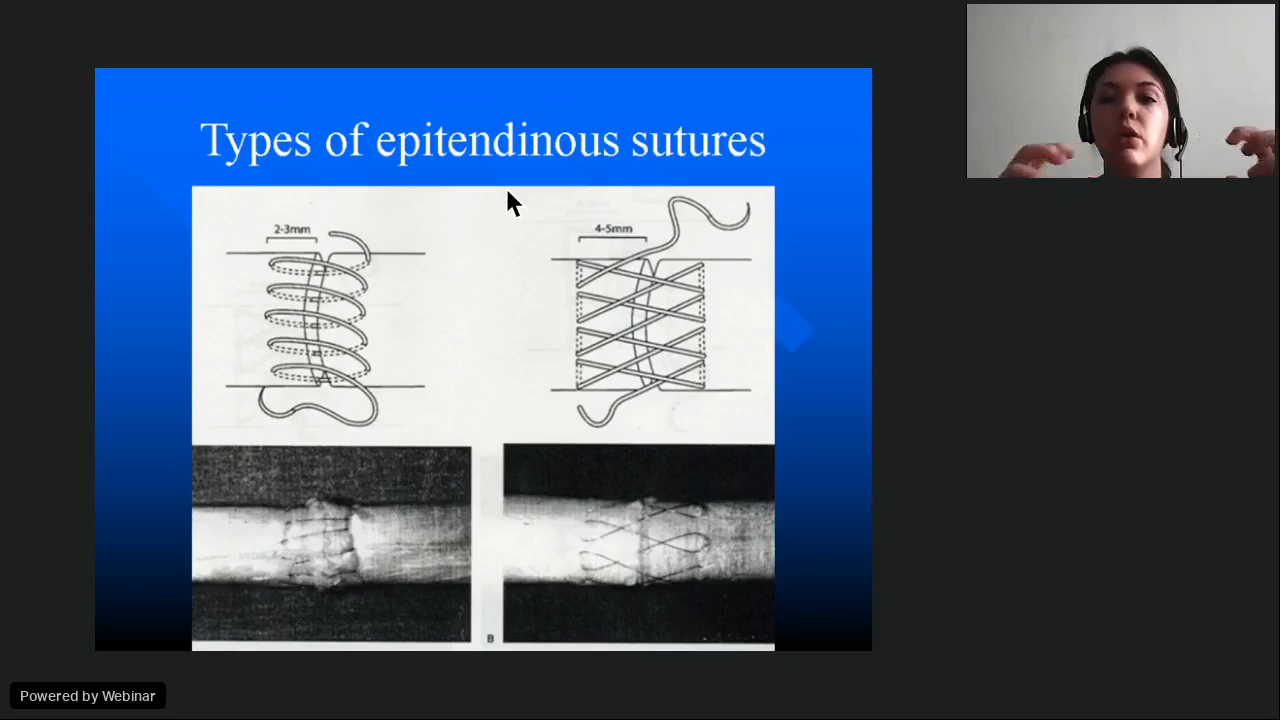 Types of epitendinous sutures
2-3mm
4-5mm
B
Powered by Webinar